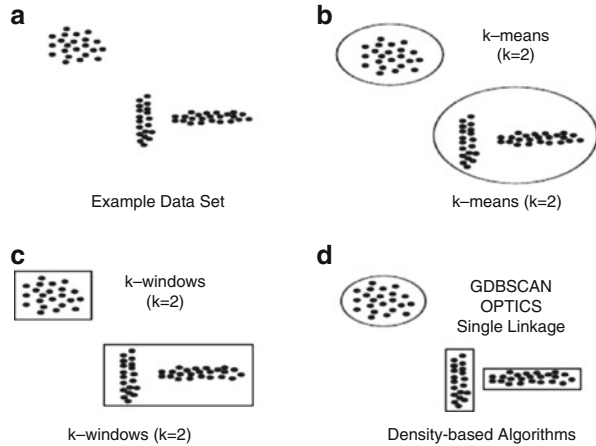 a
Example Data Set
b
k–means
(k=2)
k–means (k=2)
c
k–windows
(k=2)
k–windows (k=2)
d
GDBSCAN
OPTICS
Single Linkage
Density-based Algorithms